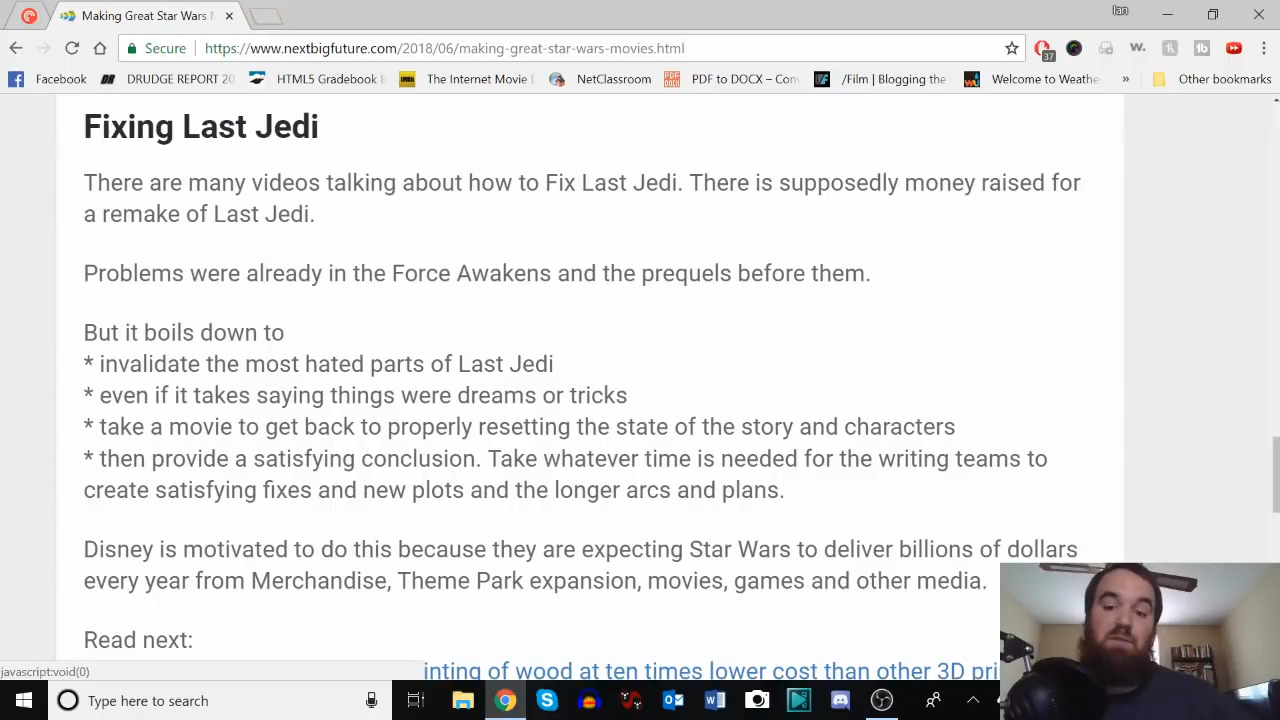 Making Great Star Wars M
Ian
Secure
https://www.nextbigfuture.com/2018/06/making-great-star-wars-movies.html
37
w.
Facebook
DRUDGE REPORT 20
HTML5 Gradebook
The Internet Movie
NetClassroom
PDF to DOCX – Con
/Film | Blogging the
Welcome to Weathe
»
Other bookmarks
Fixing Last Jedi
There are many videos talking about how to Fix Last Jedi. There is supposedly money raised for
a remake of Last Jedi.
Problems were already in the Force Awakens and the prequels before them.
But it boils down to
* invalidate the most hated parts of Last Jedi
* even if it takes saying things were dreams or tricks
* take a movie to get back to properly resetting the state of the story and characters
* then provide a satisfying conclusion. Take whatever time is needed for the writing teams to
create satisfying fixes and new plots and the longer arcs and plans.
Disney is motivated to do this because they are expecting Star Wars to deliver billions of dollars
every year from Merchandise, Theme Park expansion, movies, games and other media.
Read next:
javascript:void(0)
inting of wood at ten times lower cost than other 3D pri
Type here to search